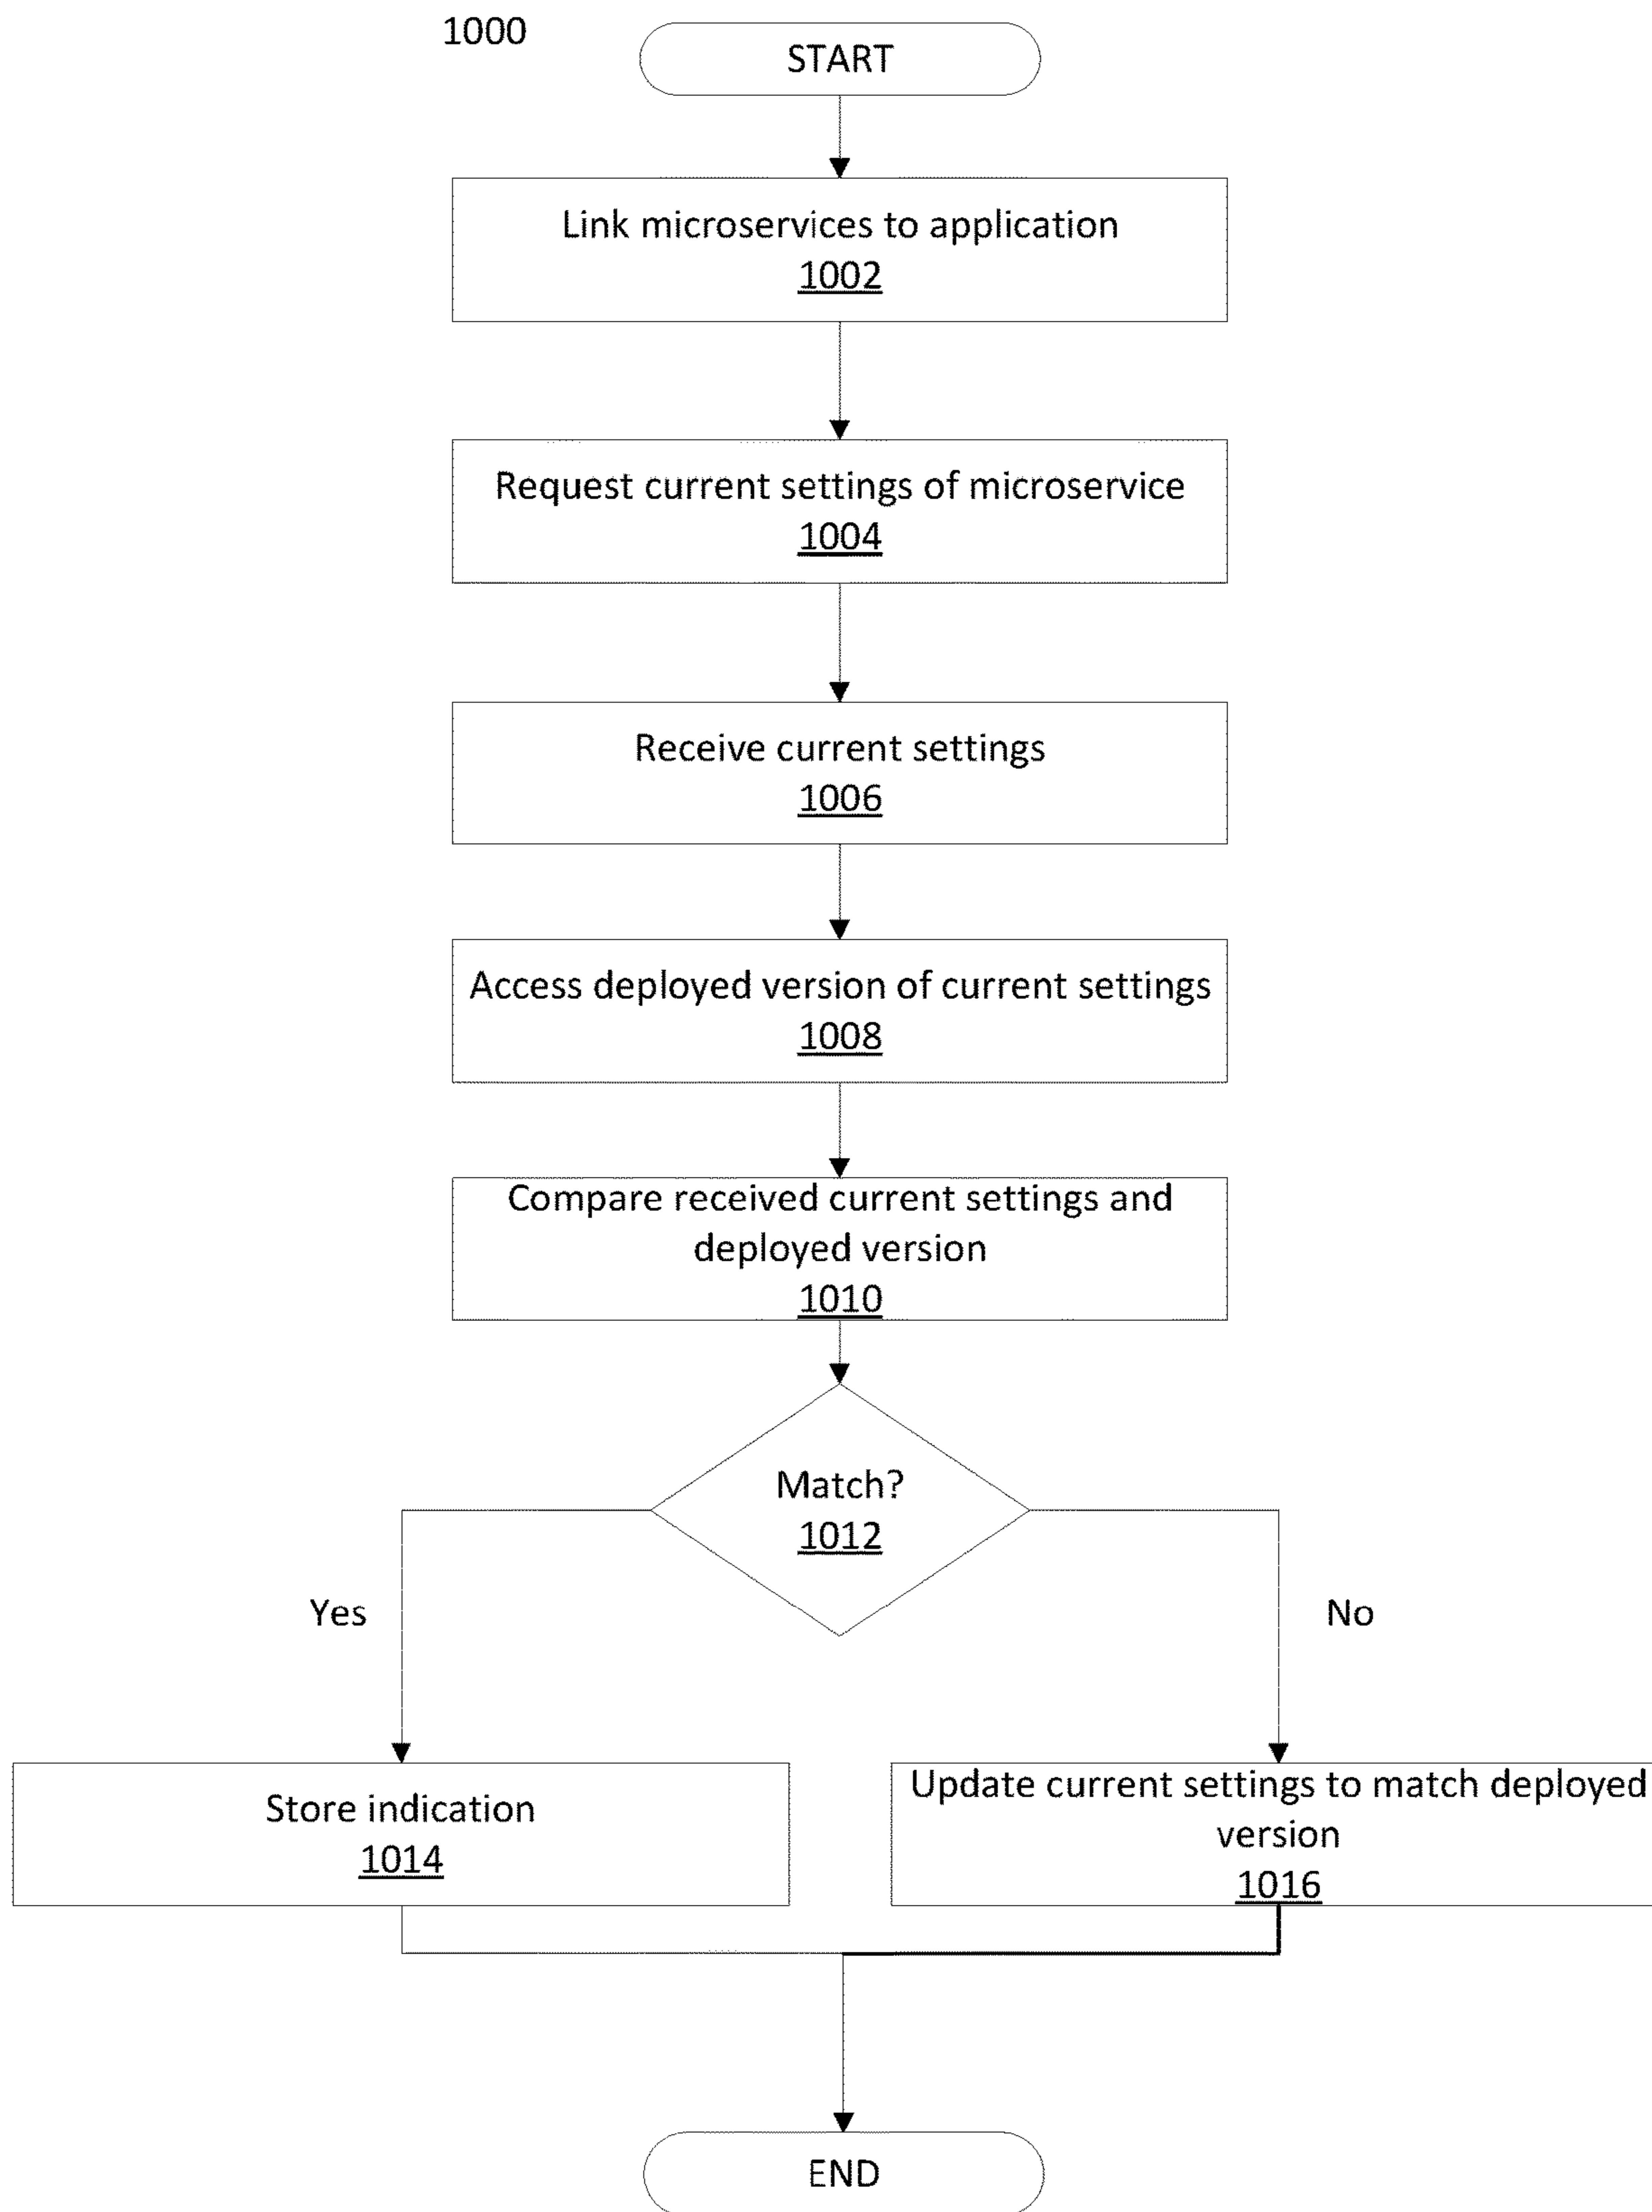 1000
START
Link microservices to application
1002
Request current settings of microservice
1004
Receive current settings
1006
Access deployed version of current settings
1008
Compare received current settings and
deployed version
1010
Match?
1012
Yes
No
Store indication
1014
Update current settings to match deployed
version
1016
END